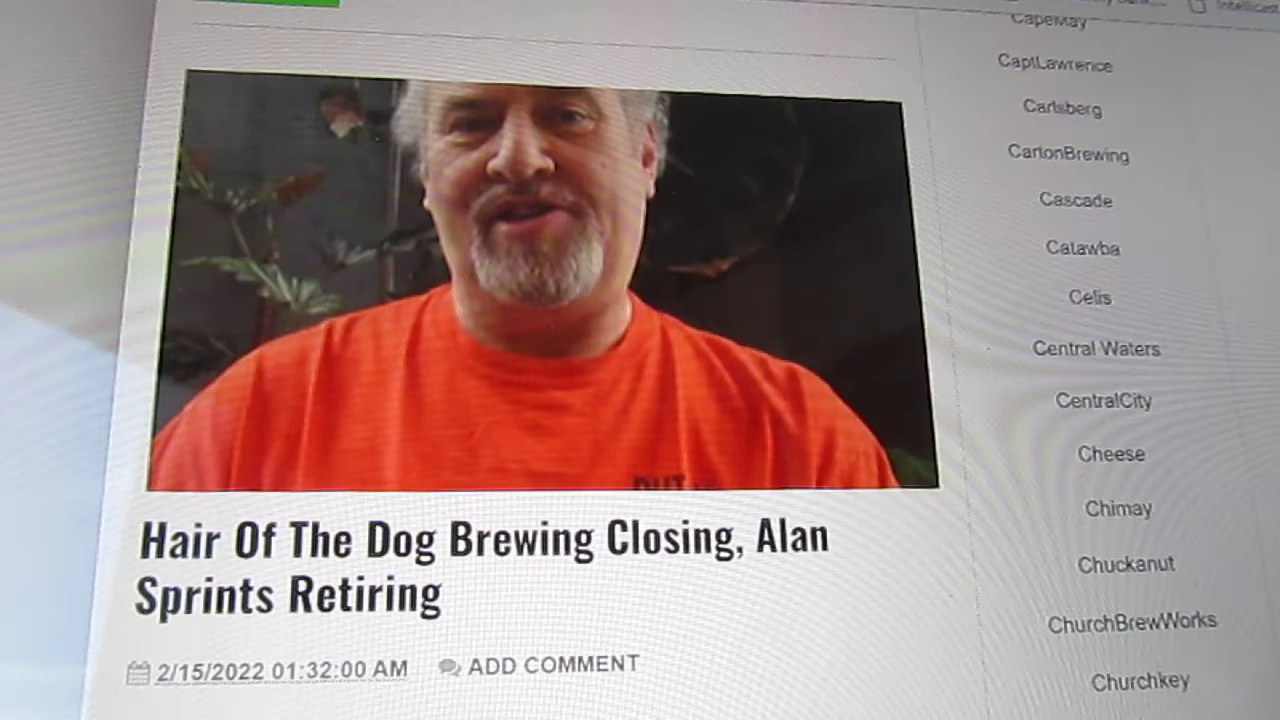 Intellicast
CapeMay
CaptLawrence
Carlsberg
CartonBrewing
Cascade
Catawba
Celis
Central Waters
CentralCity
Cheese
Chimay
Chuckanut
ChurchBrewWorks
Churchkey
Hair Of The Dog Brewing Closing, Alan
Sprints Retiring
2/15/2022 01:32:00 AM ADD COMMENT